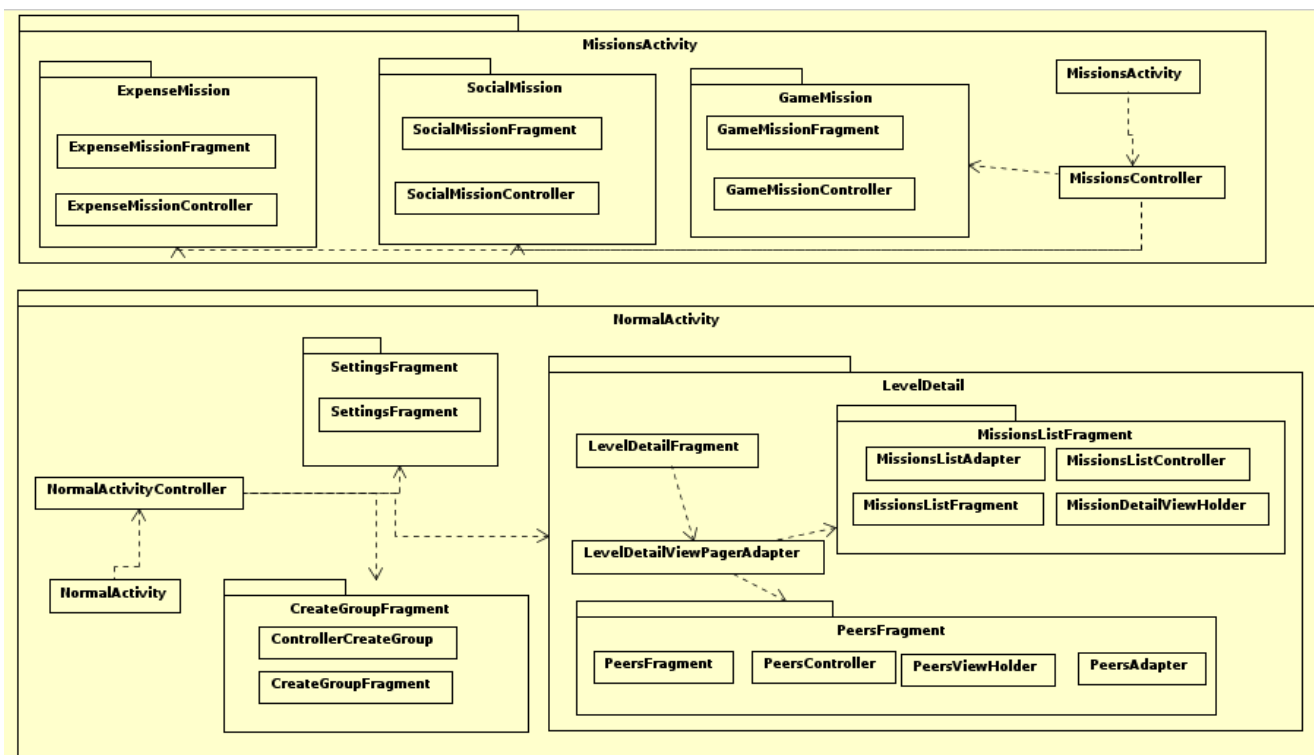 MissionsActivity
ExpenseMission
ExpenseMissionFragment
ExpenseMissionController
SocialMission
SocialMissionFragment
SocialMissionController
GameMission
GameMissionFragment
GameMissionController
MissionsActivity
MissionsController
NormalActivity
SettingsFragment
SettingsFragment
NormalActivityController
NormalActivity
CreateGroupFragment
ControllerCreateGroup
CreateGroupFragment
LevelDetail
LevelDetailFragment
LevelDetailViewPagerAdapter
MissionsListFragment
MissionsListAdapter
MissionsListController
MissionsListFragment
MissionDetailViewHolder
PeersFragment
PeersFragment
PeersController
PeersViewHolder
PeersAdapter